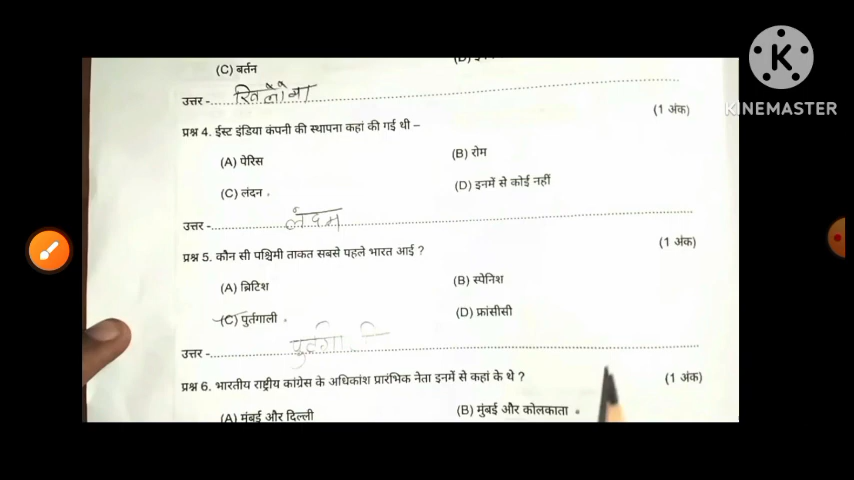 (C) बर्तन
उत्तर - खिलौना
KINEMASTER
(1 अंक)
प्रश्न 4. ईस्ट इंडिया कंपनी की स्थापना कहां की गई थी –
(A) पेरिस
(B) रोम
(C) लंदन .
(D) इनमें से कोई नहीं
उत्तर - लंदन
(1 अंक)
प्रश्न 5. कौन सी पश्चिमी ताकत सबसे पहले भारत आई ?
(A) ब्रिटिश
(B) स्पेनिश
(C) पुर्तगाली .
(D) फ्रांसीसी
उत्तर -
प्रश्न 6. भारतीय राष्ट्रीय कांग्रेस के अधिकांश प्रारंभिक नेता इनमें से कहां के थे ?
(1 अंक)
(A) मुंबई और दिल्ली
(B) मुंबई और कोलकाता